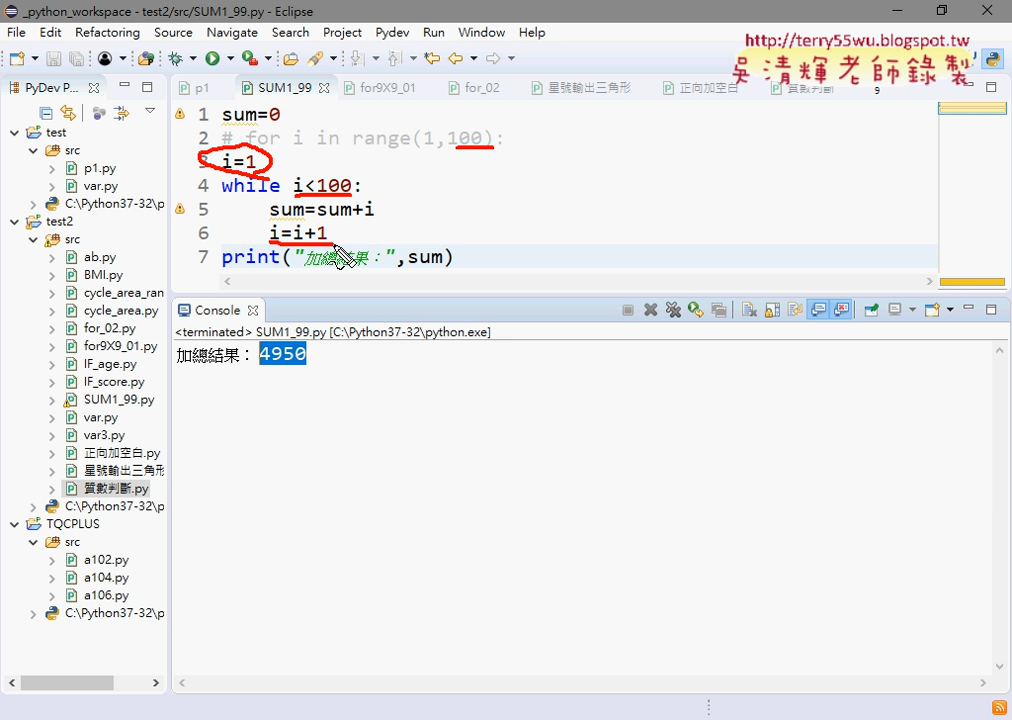 _python_workspace - test2/src/SUM1_99.py - Eclipse
File Edit Refactoring Source Navigate Search Project Pydev Run Window Help
http://terry55wu.blogspot.tw
吳清輝老師錄製
PyDev P...
p1
SUM1_99
for9X9_01
for_02
星號輸出三角形
正向加空白
質數判斷
9
test
src
p1.py
var.py
C:\Python37-32\p
test2
src
ab.py
BMI.py
cycle_area_ran
cycle_area.py
for_02.py
for9X9_01.py
IF_age.py
IF_score.py
SUM1_99.py
var.py
var3.py
正向加空白.py
星號輸出三角形
質數判斷.py
C:\Python37-32\p
TQCPLUS
src
a102.py
a104.py
a106.py
C:\Python37-32\p
1 sum=0
2 # for i in range(1,100):
3 i=1
4 while i<100:
5 sum=sum+i
6 i=i+1
7 print("加總結果：",sum)
Console
<terminated> SUM1_99.py [C:\Python37-32\python.exe]
加總結果： 4950